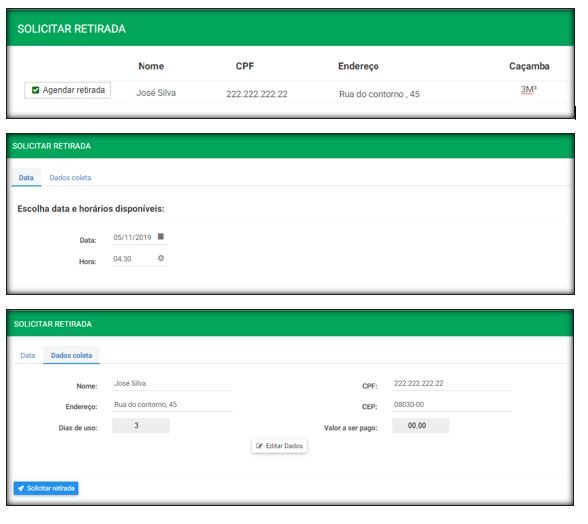 SOLICITAR RETIRADA
Nome CPF Endereço Caçamba
Agendar retirada José Silva 222.222.222.22 Rua do contorno , 45 3M³
SOLICITAR RETIRADA
Data Dados coleta
Escolha data e horários disponíveis:
Data: 05/11/2019
Hora: 04:30
SOLICITAR RETIRADA
Data Dados coleta
Nome: José Silva CPF: 222.222.222.22
Endereço: Rua do contorno, 45 CEP: 08030-00
Dias de uso: 3 Valor a ser pago: 00,00
Editar Dados
Solicitar retirada